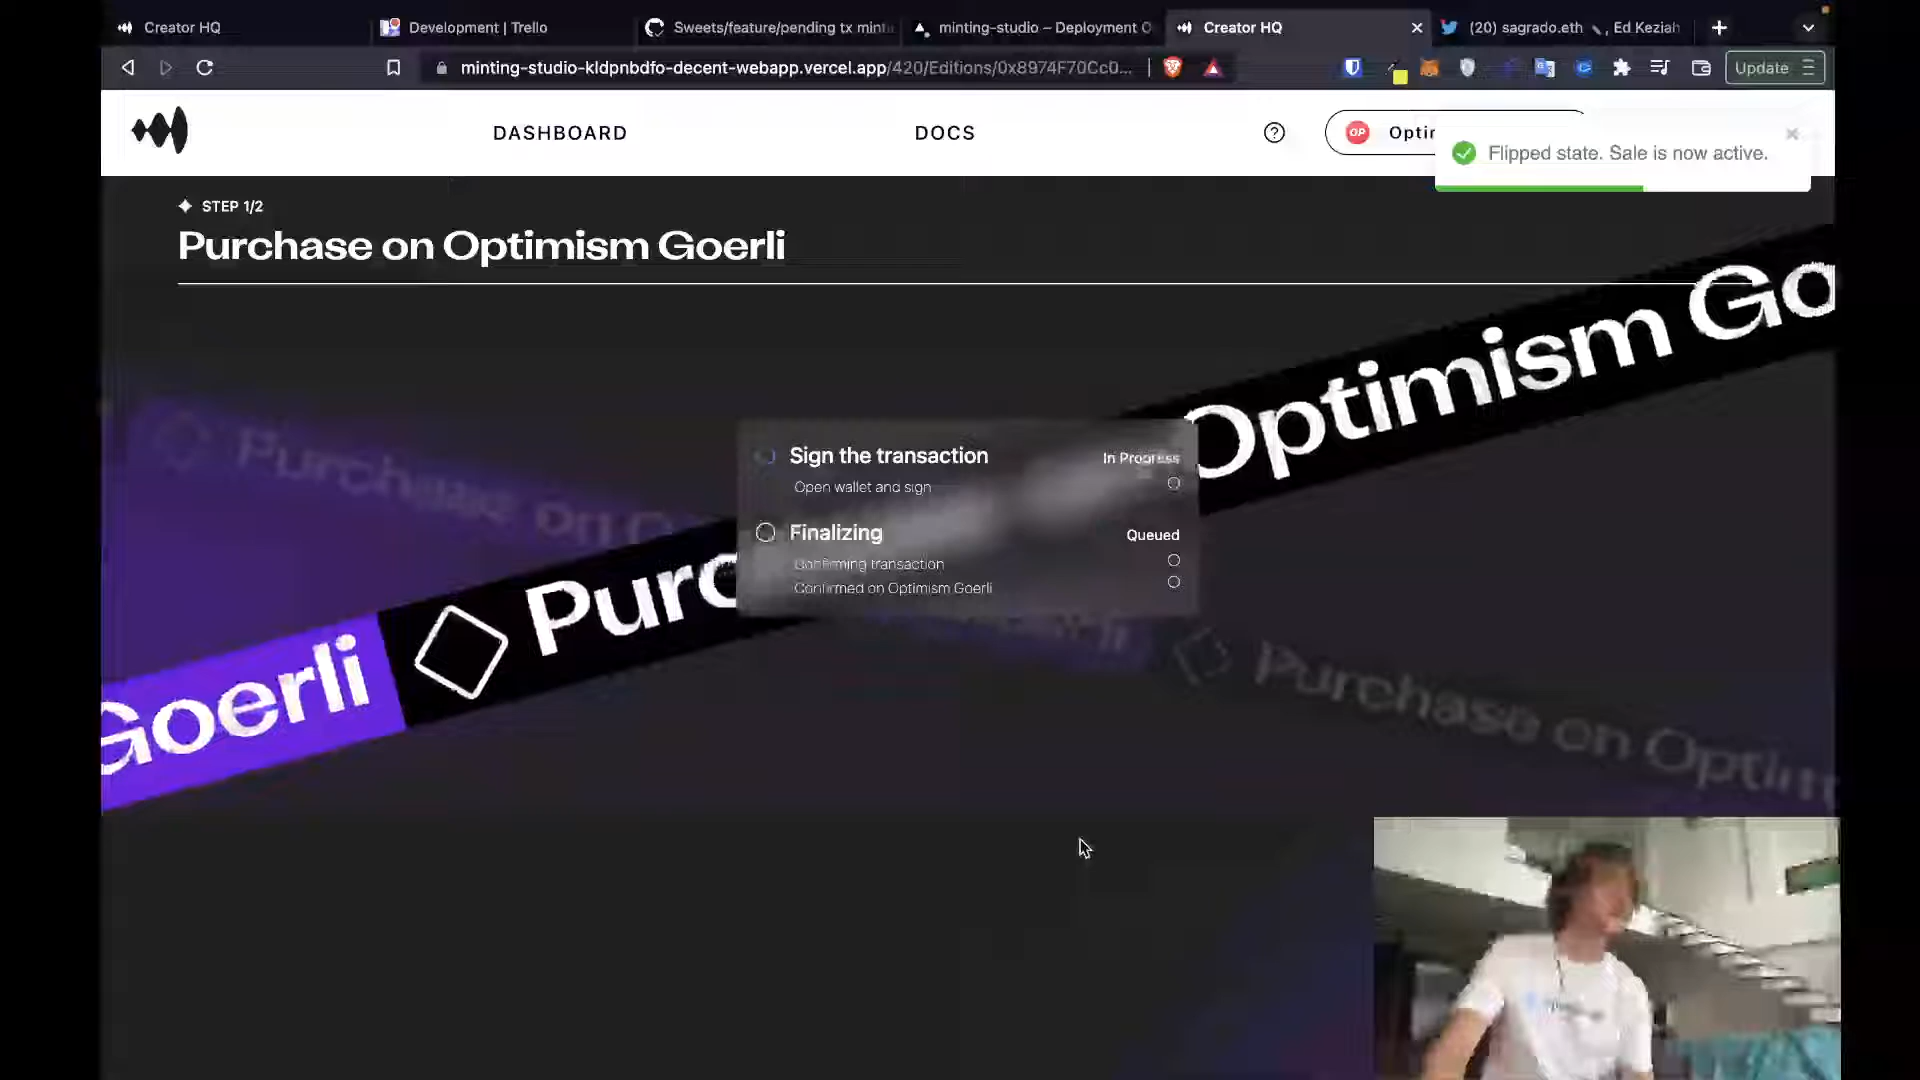 Creator HQ
Development | Trello
Sweets/feature/pending tx mint
minting-studio – Deployment O
Creator HQ
(20) sagrado.eth
, Ed Keziah
minting-studio-kldpnbdfo-decent-webapp.vercel.app/420/Editions/0x8974F70Cc0...
Update
DASHBOARD
DOCS
?
OP
Optim
Flipped state. Sale is now active.
STEP 1/2
Purchase on Optimism Goerli
Optimism Go
Purchase on O
Sign the transaction
In Progress
Open wallet and sign
Finalizing
Queued
Confirming transaction
Confirmed on Optimism Goerli
Goerli
Purc
Purchase on Optim